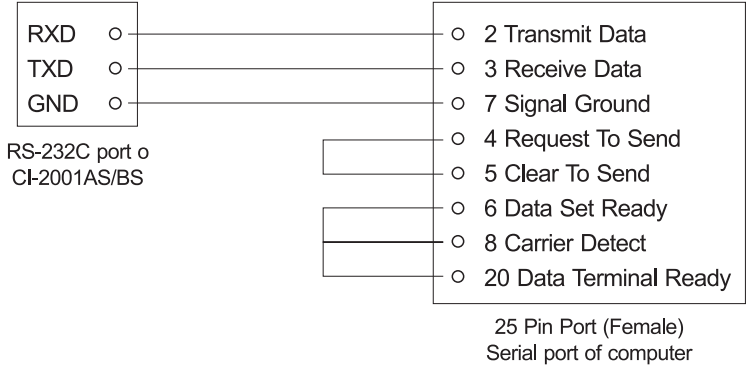 RXD
TXD
GND
RS-232C port o
CI-2001AS/BS
2 Transmit Data
3 Receive Data
7 Signal Ground
4 Request To Send
5 Clear To Send
6 Data Set Ready
8 Carrier Detect
20 Data Terminal Ready
25 Pin Port (Female)
Serial port of computer